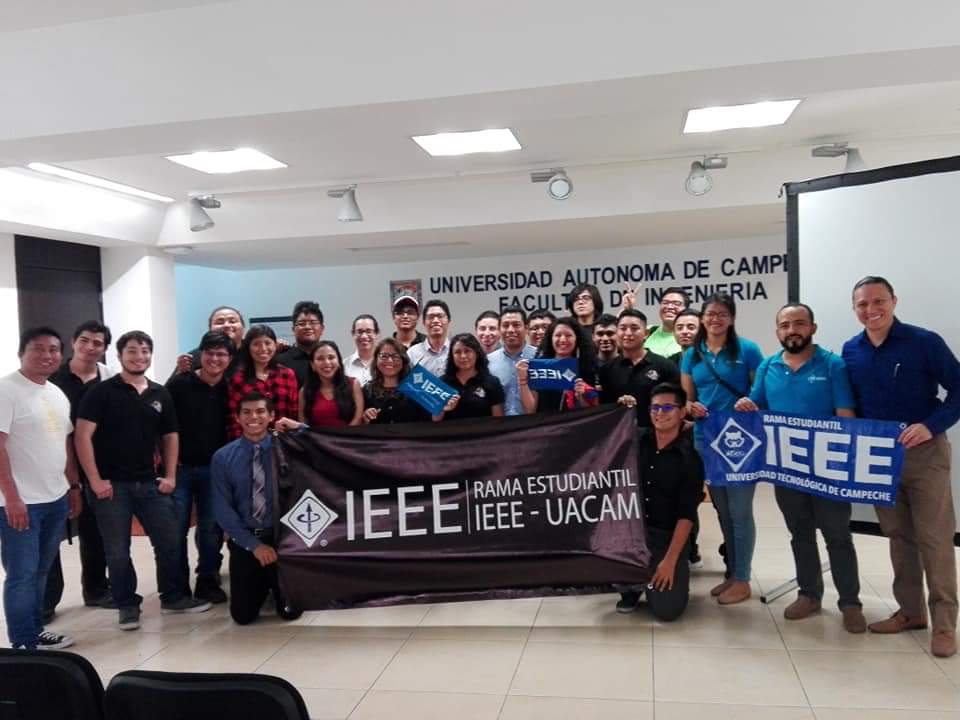 UNIVERSIDAD AUTONOMA DE CAMPE
FACULTAD DE INGENIERIA
IEEE
IEEE
IEEE
RAMA ESTUDIANTIL
IEEE - UACAM
®
RAMA ESTUDIANTIL
IEEE
UNIVERSIDAD TECNOLÓGICA DE CAMPECHE